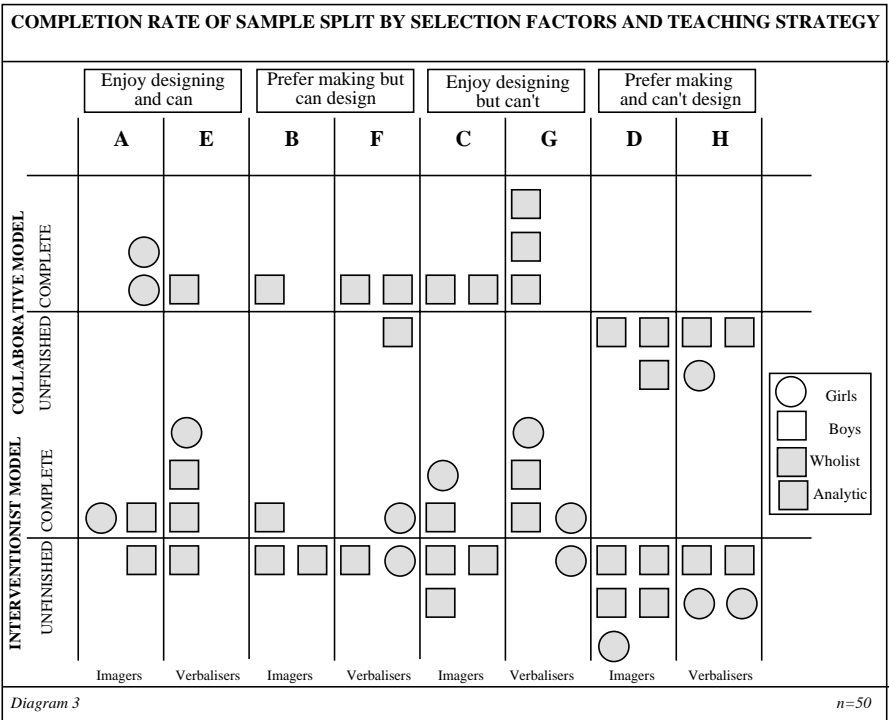 COMPLETION RATE OF SAMPLE SPLIT BY SELECTION FACTORS AND TEACHING STRATEGY
Enjoy designing
and can
Prefer making but
can design
Enjoy designing
but can't
Prefer making
and can't design
A
E
B
F
C
G
D
H
COLLABORATIVE MODEL
COMPLETE
UNFINISHED
INTERVENTIONIST MODEL
COMPLETE
UNFINISHED
Girls
Boys
Wholist
Analytic
Imagers
Verbalisers
Imagers
Verbalisers
Imagers
Verbalisers
Imagers
Verbalisers
Diagram 3
n=50